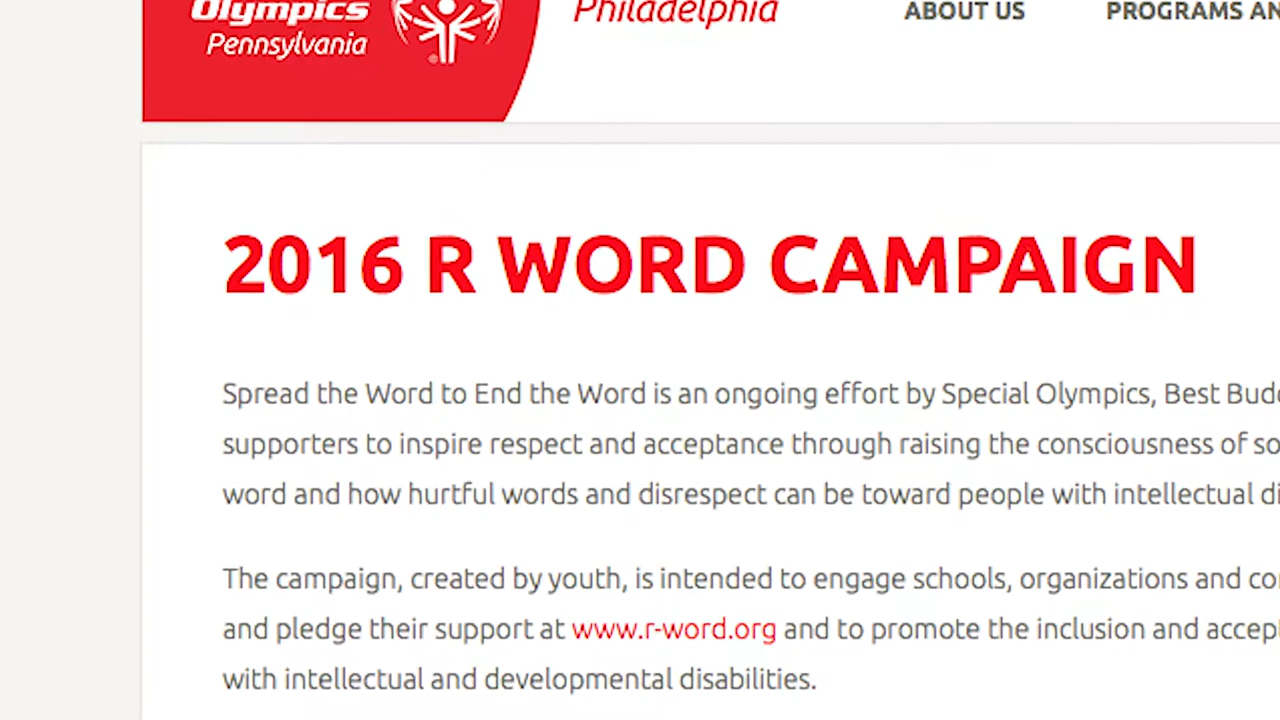 Olympics
Pennsylvania
Philadelphia
ABOUT US
PROGRAMS AN
2016 R WORD CAMPAIGN
Spread the Word to End the Word is an ongoing effort by Special Olympics, Best Budd
supporters to inspire respect and acceptance through raising the consciousness of so
word and how hurtful words and disrespect can be toward people with intellectual di
The campaign, created by youth, is intended to engage schools, organizations and co
and pledge their support at www.r-word.org and to promote the inclusion and accept
with intellectual and developmental disabilities.